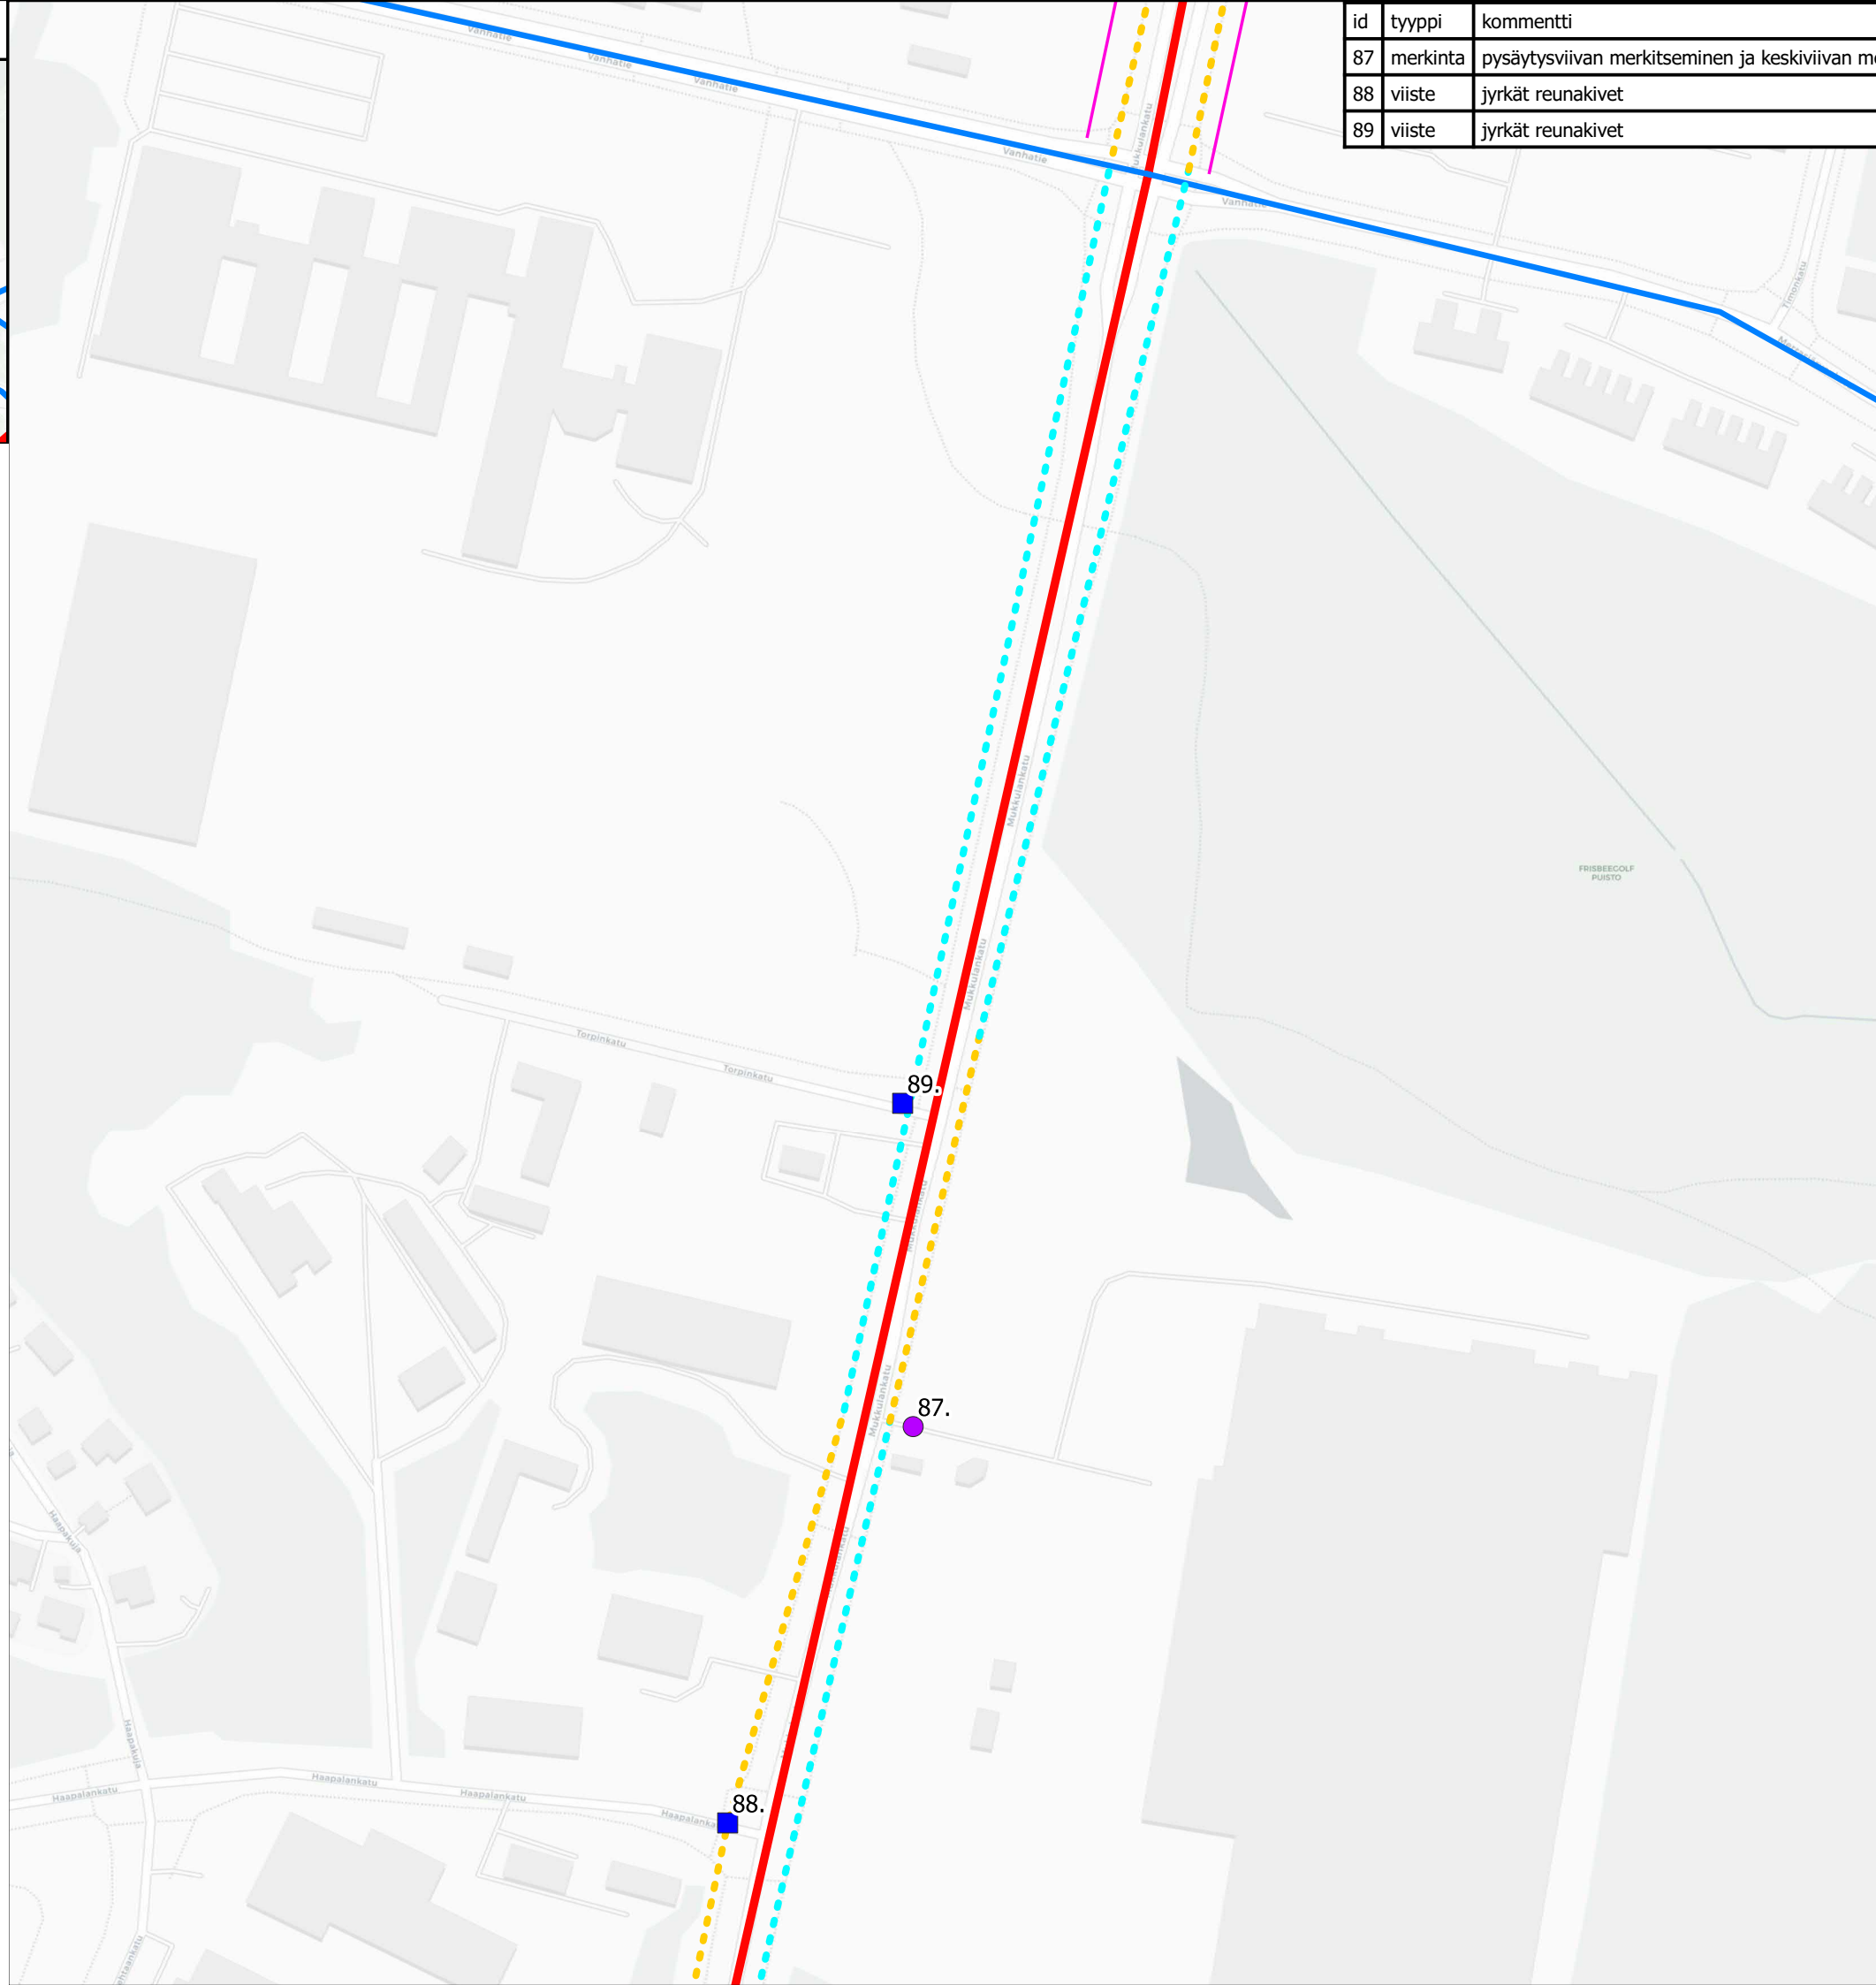 id tyyppi kommentti
87 merkinta pysäytysviivan merkitseminen ja keskiviivan
88 viiste jyrkät reunakivet
89 viiste jyrkät reunakivet
Vanhatie
Vanhatie
Vanhatie
Vanhatie
Vanhatie
Timonkatu
Mukkulankatu
Mukkulankatu
FRISBEEGOLF
PUISTO
Torpinkatu
Torpinkatu
89.
Mukkulankatu
Mukkulankatu
87.
Haapakuja
Haapakuja
Haapalankatu
Haapalankatu
Haapalankatu
88.